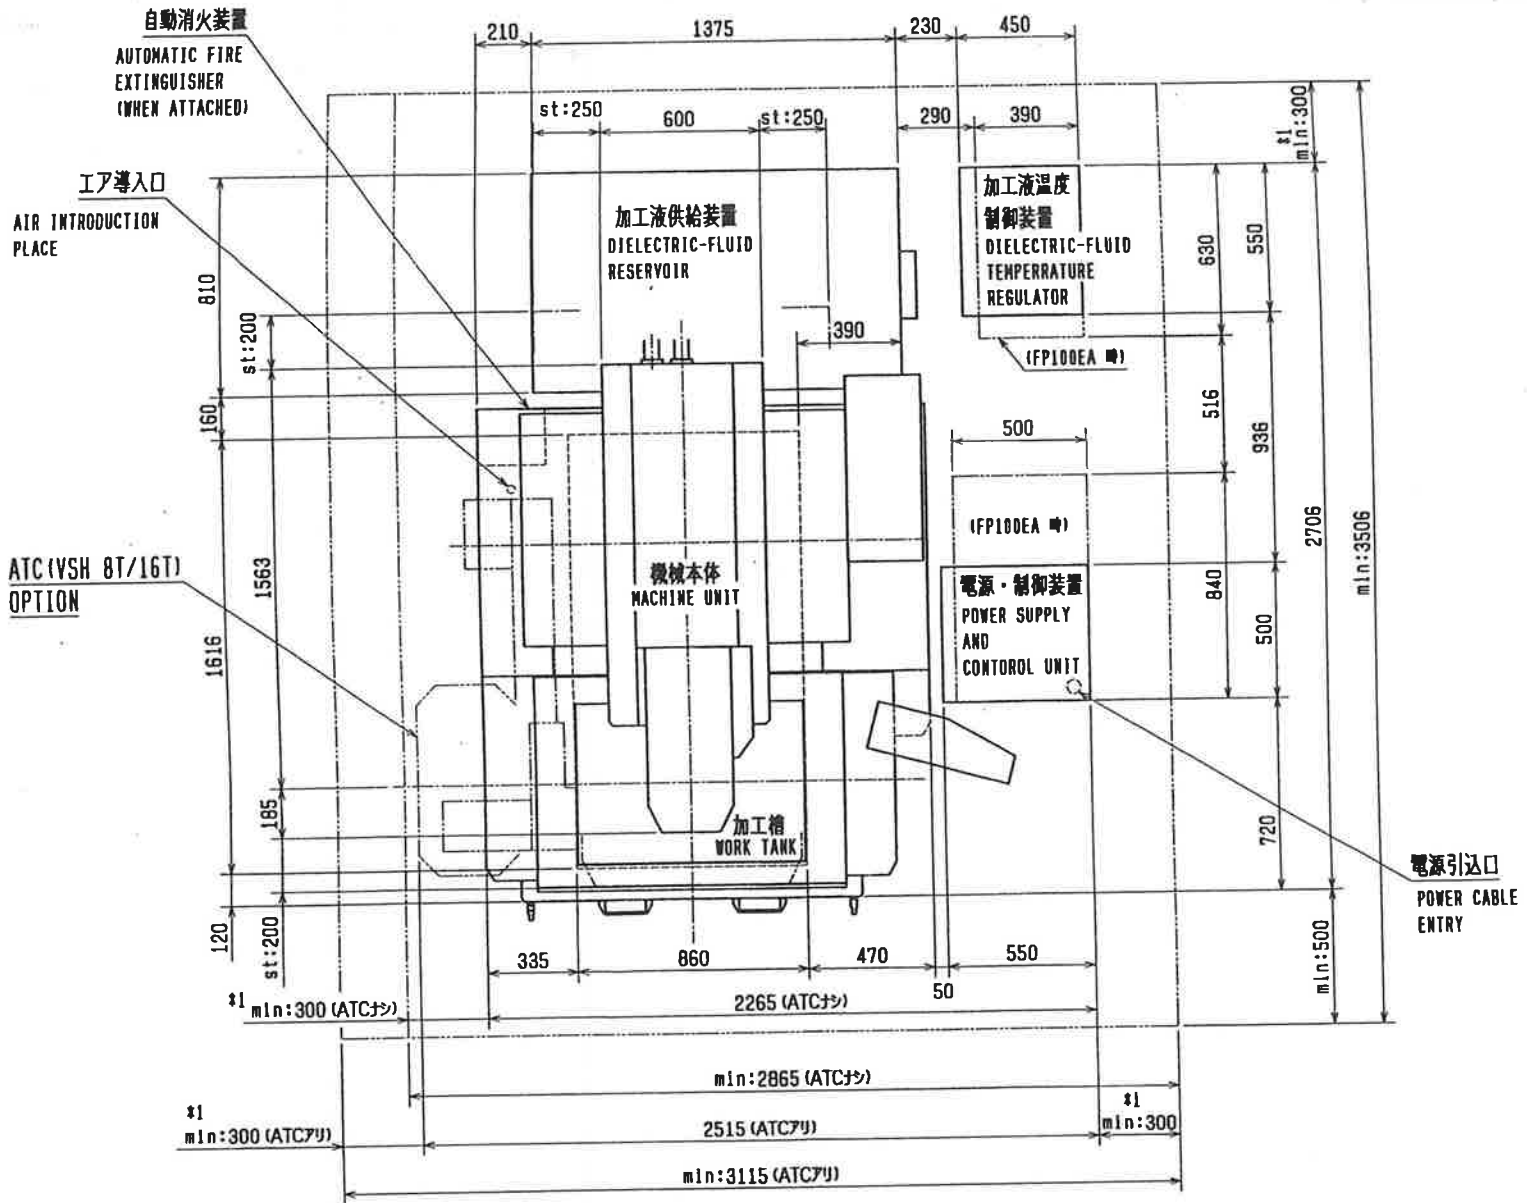 自動消火装置
AUTOMATIC FIRE
EXTINGUISHER
(WHEN ATTACHED)
210
1375
230
450
st:250
600
st:250
290
390
*1
min:300
エア導入口
AIR INTRODUCTION
PLACE
加工液供給装置
DIELECTRIC-FLUID
RESERVOIR
加工液温度
制御装置
DIELECTRIC-FLUID
TEMPERRATURE
REGULATOR
630
550
810
st:200
390
(FP100EA 時)
160
516
936
500
(FP100EA 時)
2706
min:3506
ATC(VSH 8T/16T)
OPTION
1563
1616
機械本体
MACHINE UNIT
電源・制御装置
POWER SUPPLY
AND
CONTOROL UNIT
840
500
185
加工槽
WORK TANK
720
電源引込口
POWER CABLE
ENTRY
120
st:200
335
860
470
50
550
min:500
*1
min:300 (ATCナシ)
2265 (ATCナシ)
min:2865 (ATCナシ)
*1
min:300 (ATCアリ)
2515 (ATCアリ)
*1
min:300
min:3115 (ATCアリ)